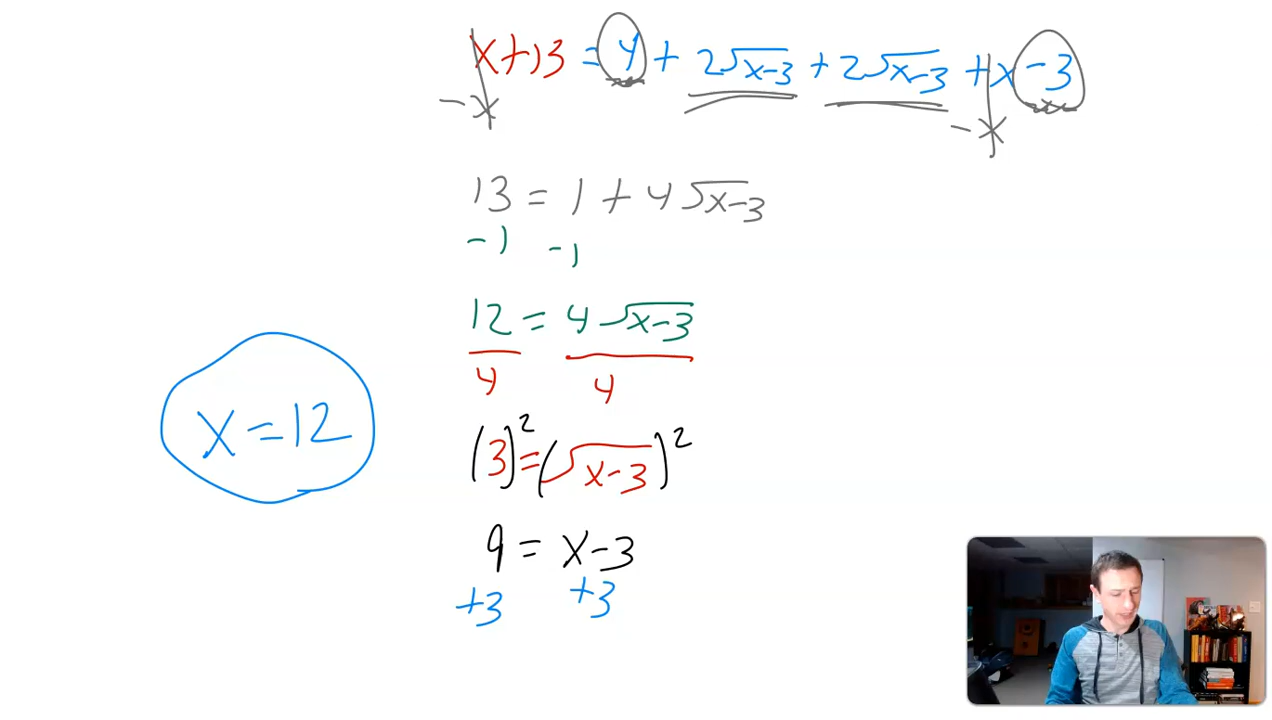 x+13 = 4 + 2√x-3 + 2√x-3 + x -3
-x -x
13 = 1 + 4√x-3
-1 -1
12 = 4√x-3
4 4
(3)² = (√x-3)²
x = 12
9 = x-3
+3 +3